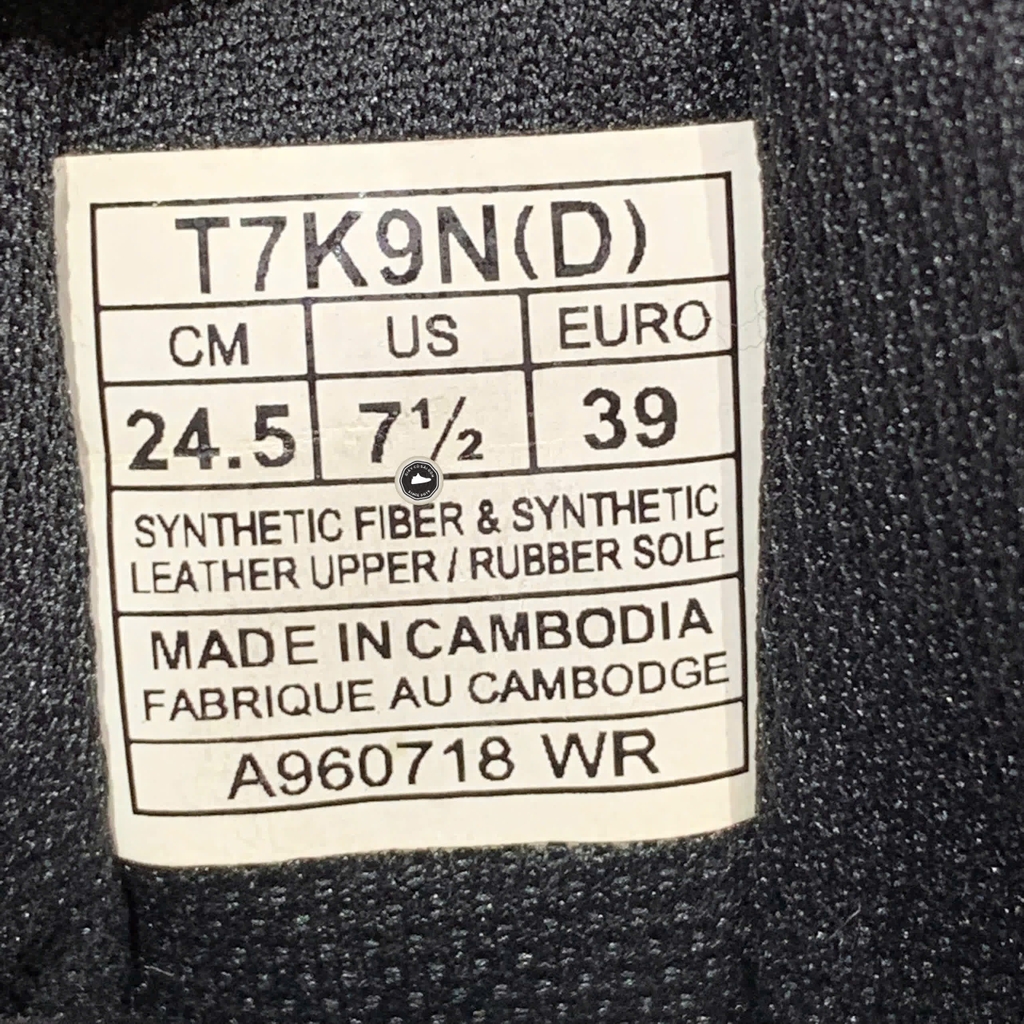 T7K9N(D)
CM US EURO
24.5 7½ 39
SYNTHETIC FIBER & SYNTHETIC
LEATHER UPPER / RUBBER SOLE
MADE IN CAMBODIA
FABRIQUE AU CAMBODGE
A960718 WR